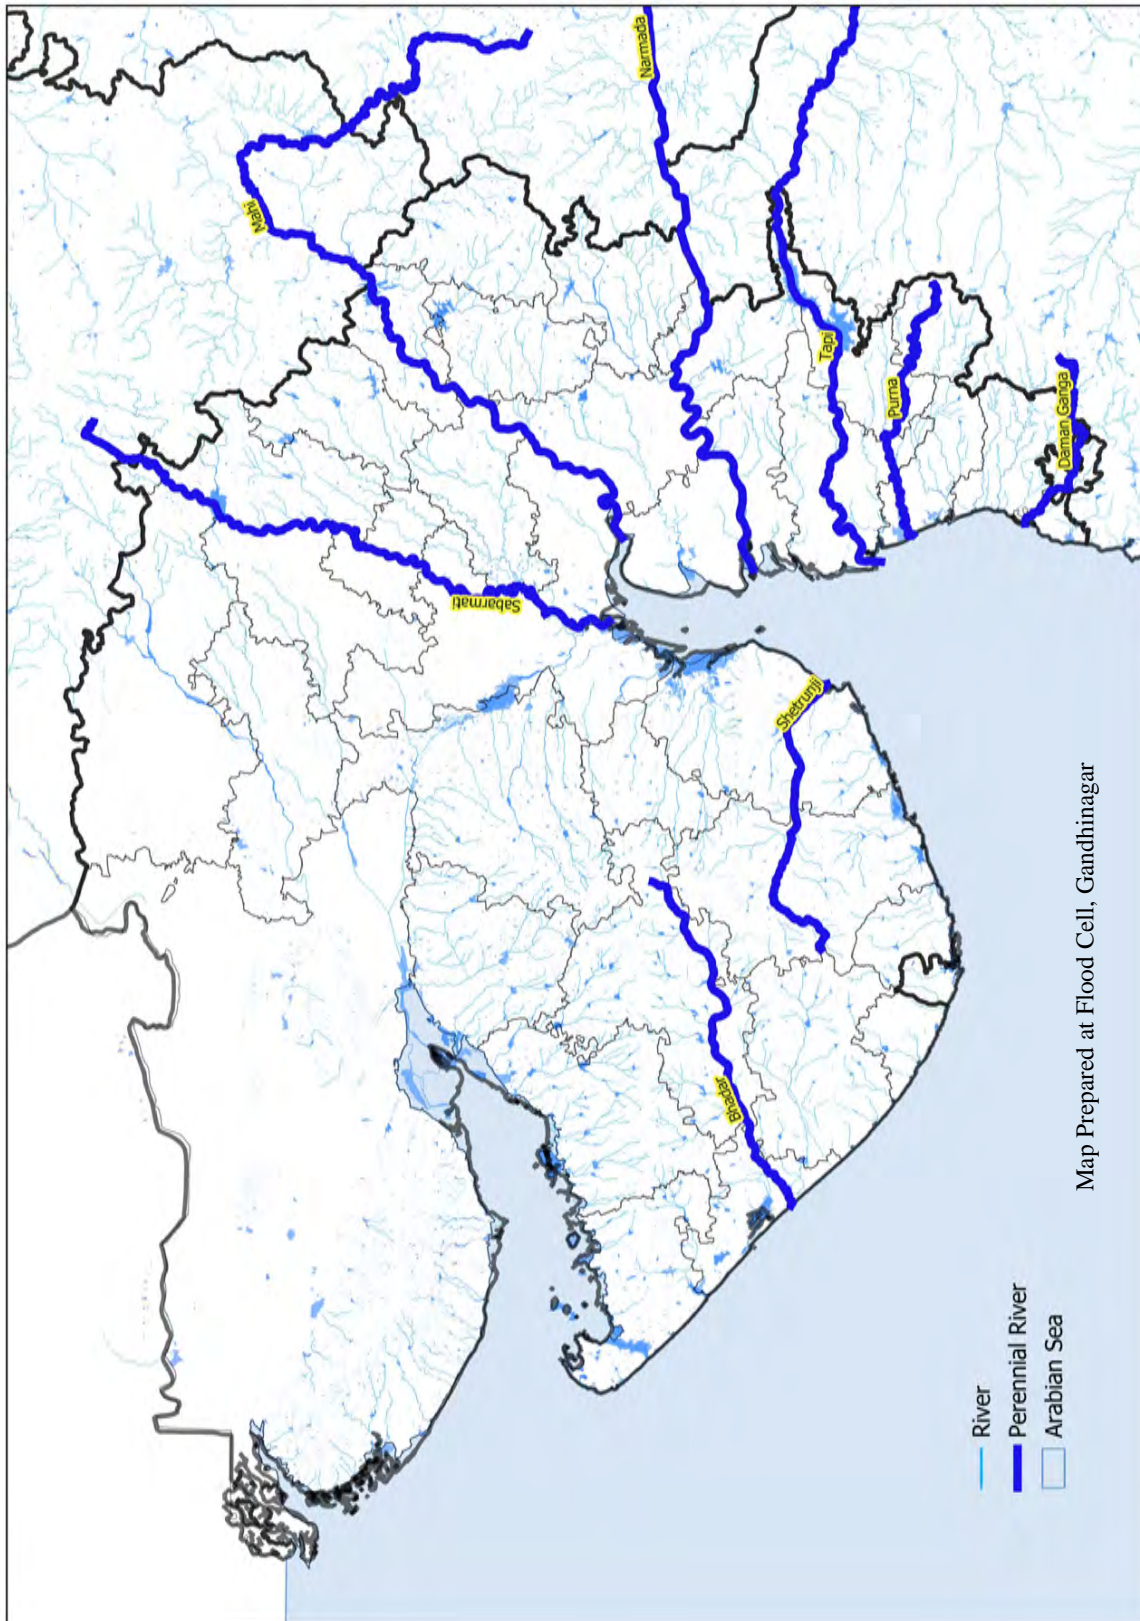 Mahi
Narmada
Sabarmati
Tapi
Purna
Daman Ganga
Shetrunji
Bhadar
River
Perennial River
Arabian Sea
Map Prepared at Flood Cell, Gandhinagar